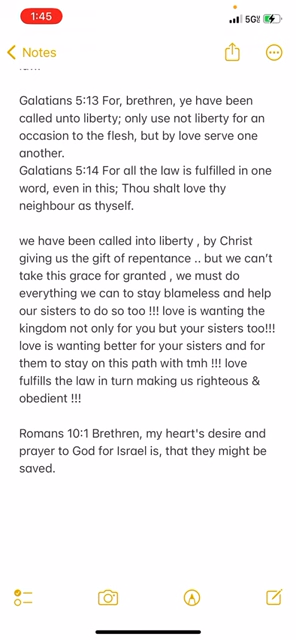 1:45
5G
Notes
Galatians 5:13 For, brethren, ye have been
called unto liberty; only use not liberty for an
occasion to the flesh, but by love serve one
another.
Galatians 5:14 For all the law is fulfilled in one
word, even in this; Thou shalt love thy
neighbour as thyself.
we have been called into liberty , by Christ
giving us the gift of repentance .. but we can’t
take this grace for granted , we must do
everything we can to stay blameless and help
our sisters to do so too !!! love is wanting the
kingdom not only for you but your sisters too!!!
love is wanting better for your sisters and for
them to stay on this path with tmh !!! love
fulfills the law in turn making us righteous &
obedient !!!
Romans 10:1 Brethren, my heart's desire and
prayer to God for Israel is, that they might be
saved.